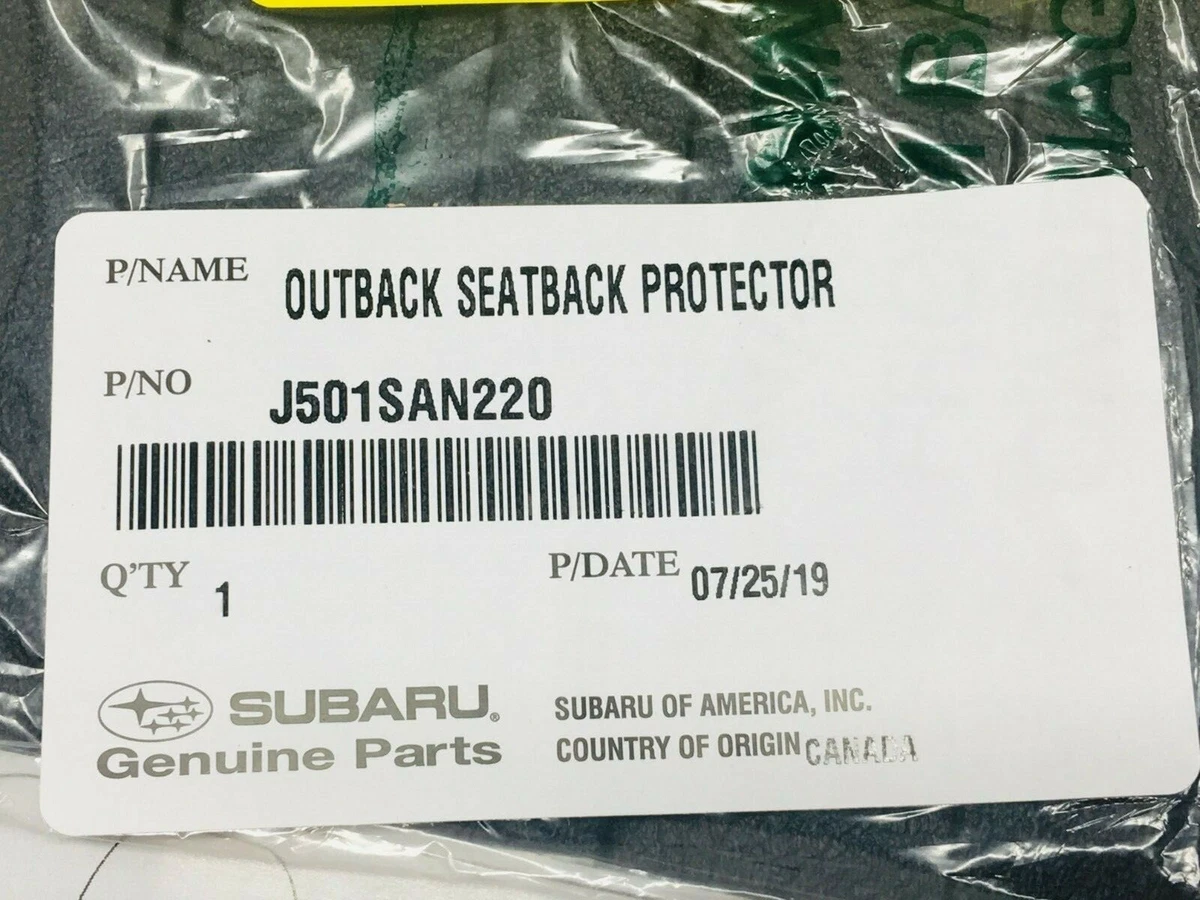 P/NAME OUTBACK SEATBACK PROTECTOR
P/NO J501SAN220
Q'TY 1 P/DATE 07/25/19
SUBARU®
Genuine Parts
SUBARU OF AMERICA, INC.
COUNTRY OF ORIGIN CANADA